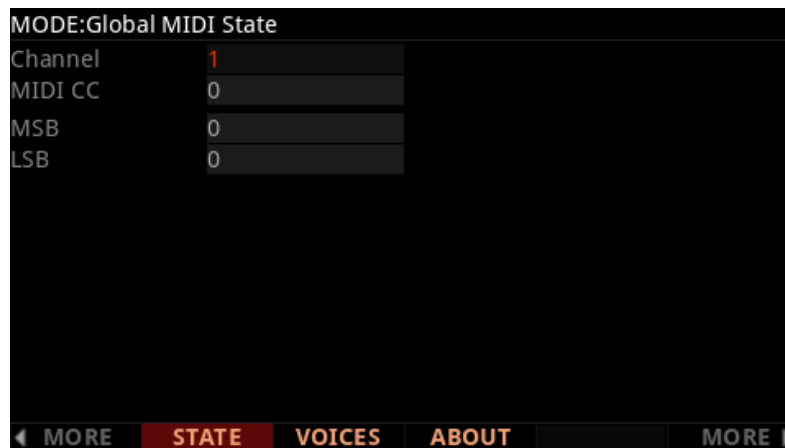 MODE:Global MIDI State
Channel 1
MIDI CC 0
MSB 0
LSB 0
MORE STATE VOICES ABOUT MORE